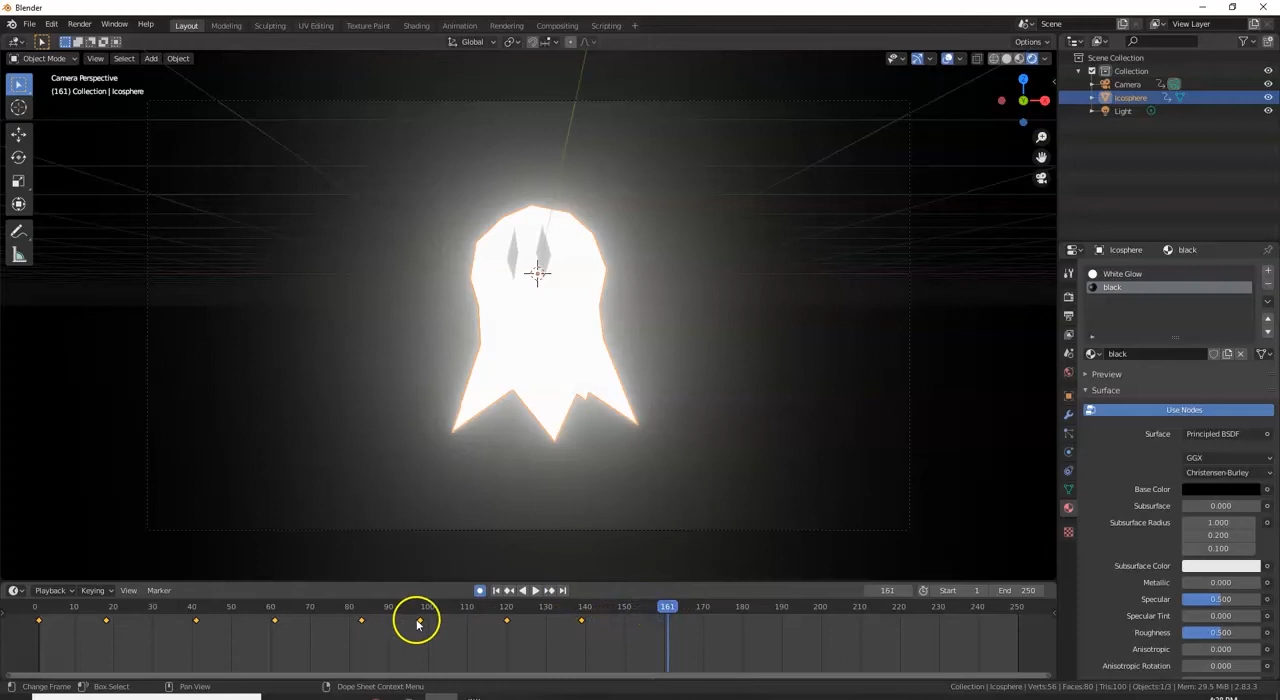 Blender
File Edit Render Window Help
Layout Modeling Sculpting UV Editing Texture Paint Shading Animation Rendering Compositing Scripting +
Scene
View Layer
Global
Options
Object Mode View Select Add Object
Camera Perspective
(161) Collection | Icosphere
Z
X
Y
Scene Collection
Collection
Camera
Icosphere
Light
Icosphere
black
White Glow
black
black
Preview
Surface
Use Nodes
Surface Principled BSDF
GGX
Christensen-Burley
Base Color
Subsurface 0.000
Subsurface Radius 1.000
0.200
0.100
Subsurface Color
Metallic 0.000
Specular 0.500
Specular Tint 0.000
Roughness 0.500
Anisotropic 0.000
Anisotropic Rotation 0.000
Playback Keying View Marker
161 Start 1 End 250
0 10 20 30 40 50 60 70 80 90 100 110 120 130 140 150 161 170 180 190 200 210 220 230 240 250
Change Frame Box Select Pan View Dope Sheet Context Menu
Collection | Icosphere | Verts:56 | Faces:80 | Tris:100 | Objects:1/3 | Mem: 29.5 MiB | 2.83.3